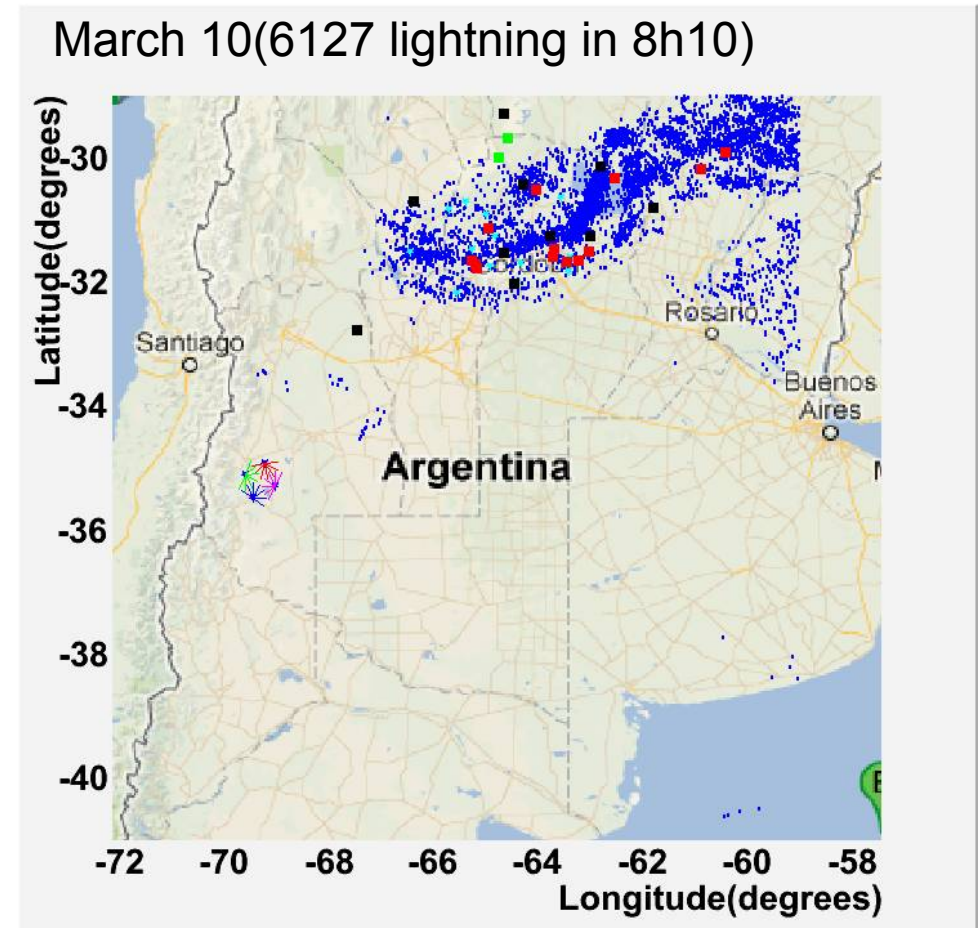 March 10(6127 lightning in 8h10)
Latitude(degrees)
-30
-32
-34
-36
-38
-40
Santiago
Rosario
Buenos
Aires
Argentina
-72 -70 -68 -66 -64 -62 -60 -58
Longitude(degrees)